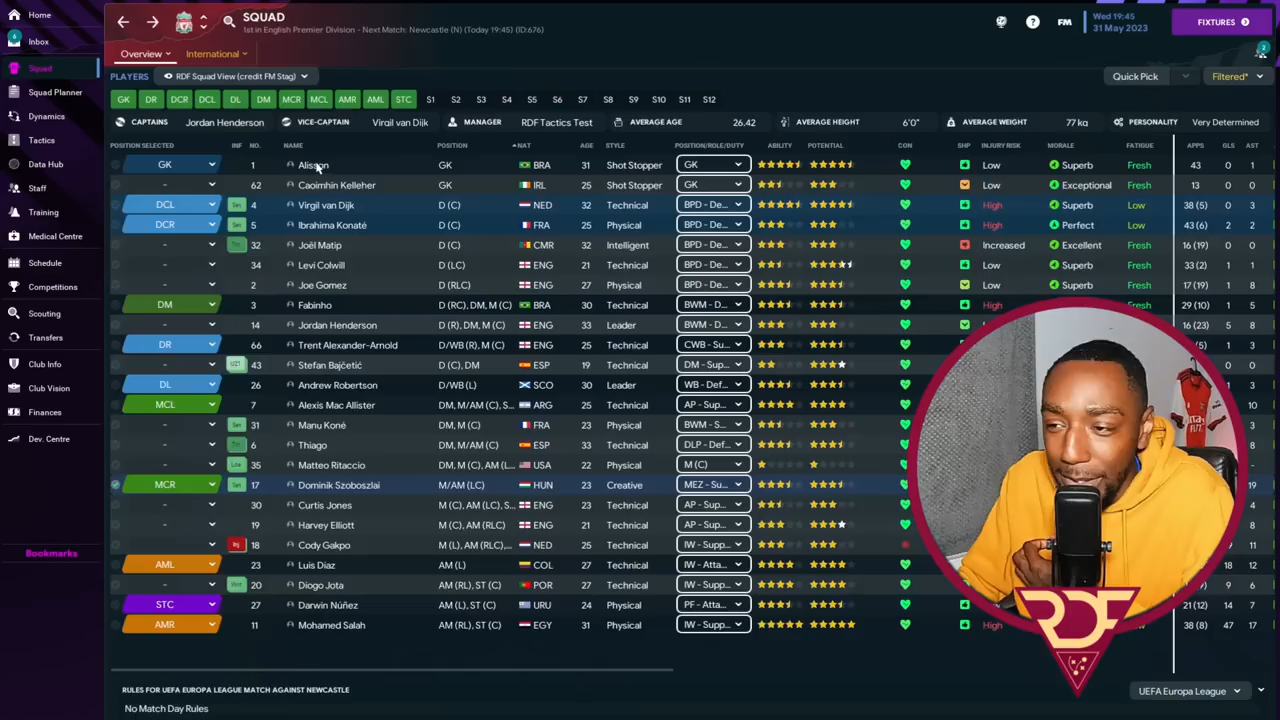 Home
SQUAD
1st in English Premier Division - Next Match: Newcastle (N) (Today 19:45) (ID:676)
FM
Wed 19:45
31 May 2023
FIXTURES
6
Inbox
Overview
International
2
Squad
PLAYERS
RDF Squad View (credit FM Stag)
Quick Pick
Filtered*
Squad Planner
GK DR DCR DCL DL DM MCR MCL AMR AML STC S1 S2 S3 S4 S5 S6 S7 S8 S9 S10 S11 S12
Dynamics
CAPTAINS Jordan Henderson VICE-CAPTAIN Virgil van Dijk MANAGER RDF Tactics Test AVERAGE AGE 26.42 AVERAGE HEIGHT 6'0" AVERAGE WEIGHT 77 kg PERSONALITY Very Determined
Tactics
POSITION SELECTED INF NO. NAME POSITION NAT AGE STYLE POSITION/ROLE/DUTY ABILITY POTENTIAL CON SHP INJURY RISK MORALE FATIGUE APPS GLS AST
Data Hub
GK 1 Alisson GK BRA 31 Shot Stopper GK Low Superb Fresh 43 0 1
Staff
- 62 Caoimhin Kelleher GK IRL 25 Shot Stopper GK Low Exceptional Fresh 13 0 0
Training
DCL 4 Virgil van Dijk D (C) NED 32 Technical BPD - De... High Superb Low 38 (5) 0 3
Medical Centre
DCR 5 Ibrahima Konaté D (C) FRA 25 Physical BPD - De... High Perfect Low 43 (6) 2 2
Schedule
- 32 Joël Matip D (C) CMR 32 Intelligent BPD - De... Increased Excellent Fresh 16 (19) 0 0
Competitions
- 34 Levi Colwill D (LC) ENG 21 Technical BPD - De... Low Superb Fresh 33 (2) 1 1
- 2 Joe Gomez D (RLC) ENG 27 Physical BPD - De... Low Superb Fresh 17 (19) 1 8
Scouting
DM 3 Fabinho D (RC), DM, M (C) BRA 30 Technical BWM - D... High Fresh 29 (10) 1 5
Transfers
- 14 Jordan Henderson D (R), DM, M (C) ENG 33 Leader BWM - D... 16 (23) 5 8
Club Info
DR 66 Trent Alexander-Arnold D/WB (R), M (C) ENG 24 Technical CWB - Su... 1 3
Club Vision
- U21 43 Stefan Bajčetić D (C), DM ESP 19 Technical DM - Sup... 0 0
Finances
DL 26 Andrew Robertson D/WB (L) SCO 30 Leader WB - Def... 1 3
Dev. Centre
MCL 7 Alexis Mac Allister DM, M/AM (C), S... ARG 25 Technical AP - Sup... 10
- 31 Manu Koné DM, M (C) FRA 23 Physical BWM - S... 3
- 6 Thiago DM, M/AM (C) ESP 33 Technical DLP - Def... 8
- Loa 35 Matteo Ritaccio DM, M (C), AM (L... USA 22 Physical M (C) -
MCR 17 Dominik Szoboszlai M/AM (LC) HUN 23 Creative MEZ - Su... 19
- 30 Curtis Jones M (C), AM (LC) ENG 23 Technical AP - Sup... 4
- 19 Harvey Elliott M (C), AM (RLC) ENG 21 Technical AP - Sup... 8
Bookmarks
- Inj 18 Cody Gakpo M (L), AM (RLC),... NED 25 Technical IW - Supp... 9 11
AML 23 Luis Diaz AM (L) COL 27 Technical IW - Atta... 18 12
- 20 Diogo Jota AM (RL), ST (C) POR 27 Technical IW - Supp... 9 6
STC 27 Darwin Núñez AM (L), ST (C) URU 24 Physical PF - Atta... 21 (12) 14 7
AMR 11 Mohamed Salah AM (RL), ST (C) EGY 31 Physical IW - Supp... High Low 38 (8) 47 17
RDF
RULES FOR UEFA EUROPA LEAGUE MATCH AGAINST NEWCASTLE
UEFA Europa League
No Match Day Rules